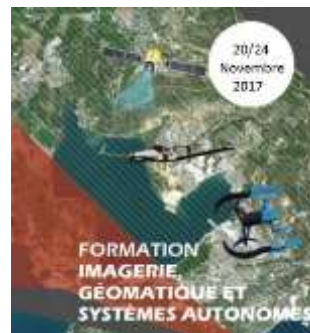 20/24
Novembre
2017
FORMATION
IMAGERIE,
GÉOMATIQUE ET
SYSTÈMES AUTONOMES